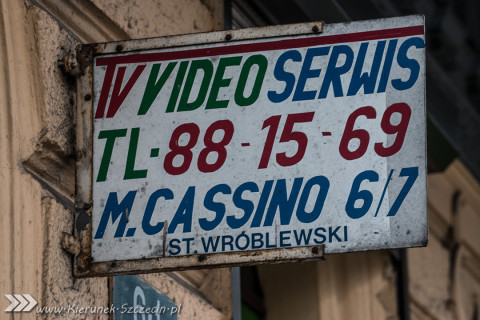 TV VIDEO SERWIS
TL. 88-15-69
M. CASSINO 6/7
ST. WRÓBLEWSKI
www.Kierunek-Szczecin.pl